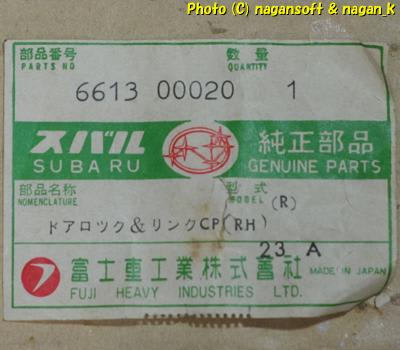 Photo (C) nagansoft & nagan_k
部品番号 数量
PARTS NO QUANTITY
6613 00020 1
スバル 純正部品
SUBARU GENUINE PARTS
部品名称 型式
NOMENCLATURE MODEL (R)
ドアロツク&リンクCP(RH)
23 A
富士重工業株式會社 MADE IN JAPAN
FUJI HEAVY INDUSTRIES LTD.